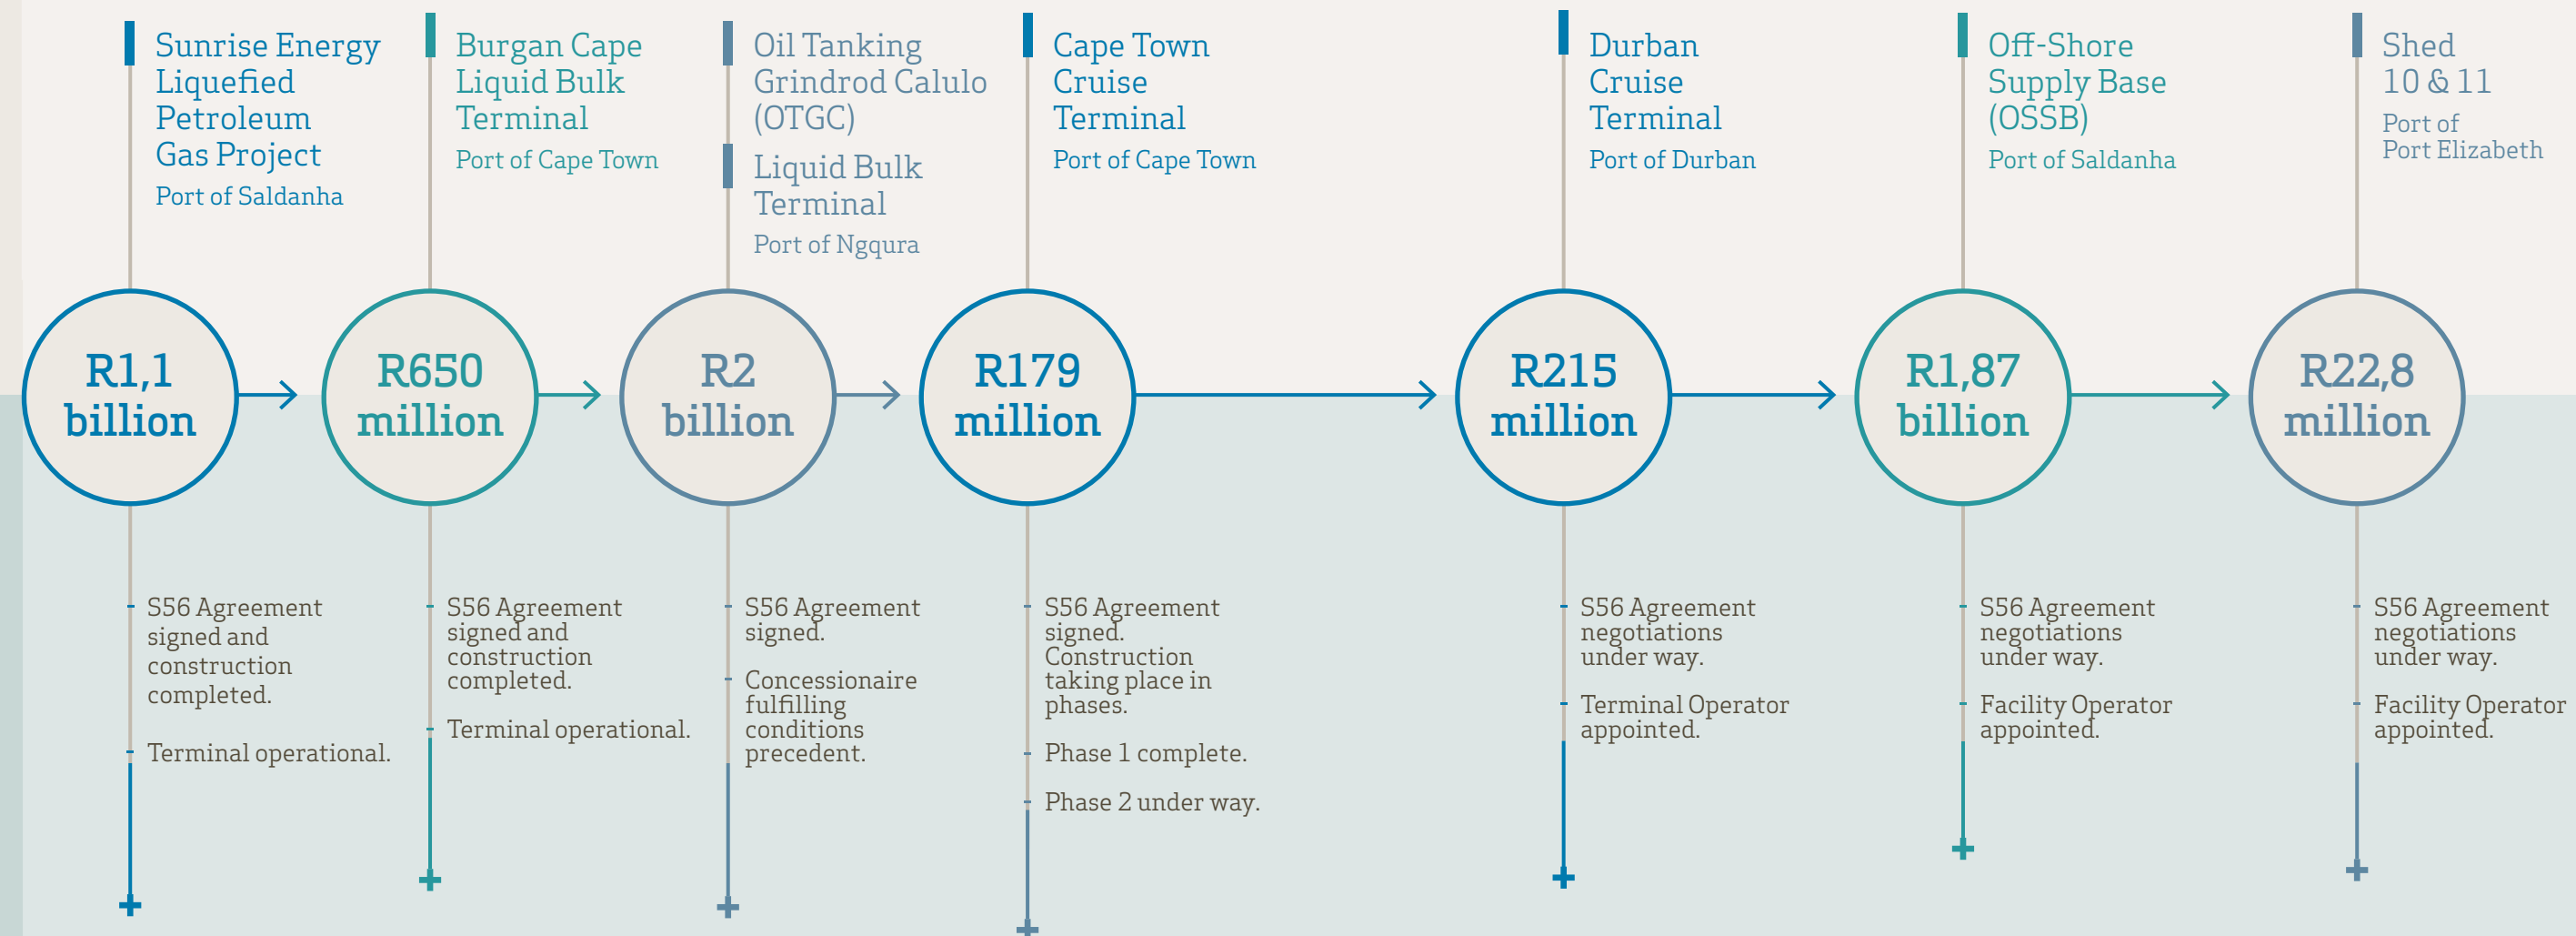 Sunrise Energy
Liquefied
Petroleum
Gas Project
Port of Saldanha
R1,1
billion
S56 Agreement
signed and
construction
completed.
Terminal operational.
Burgan Cape
Liquid Bulk
Terminal
Port of Cape Town
R650
million
S56 Agreement
signed and
construction
completed.
Terminal operational.
Oil Tanking
Grindrod Calulo
(OTGC)
Liquid Bulk
Terminal
Port of Ngqura
R2
billion
S56 Agreement
signed.
Concessionaire
fulfilling
conditions
precedent.
Cape Town
Cruise
Terminal
Port of Cape Town
R179
million
S56 Agreement
signed.
Construction
taking place in
phases.
Phase 1 complete.
Phase 2 under way.
Durban
Cruise
Terminal
Port of Durban
R215
million
S56 Agreement
negotiations
under way.
Terminal Operator
appointed.
Off-Shore
Supply Base
(OSSB)
Port of Saldanha
R1,87
billion
S56 Agreement
negotiations
under way.
Facility Operator
appointed.
Shed
10 & 11
Port of
Port Elizabeth
R22,8
million
S56 Agreement
negotiations
under way.
Facility Operator
appointed.